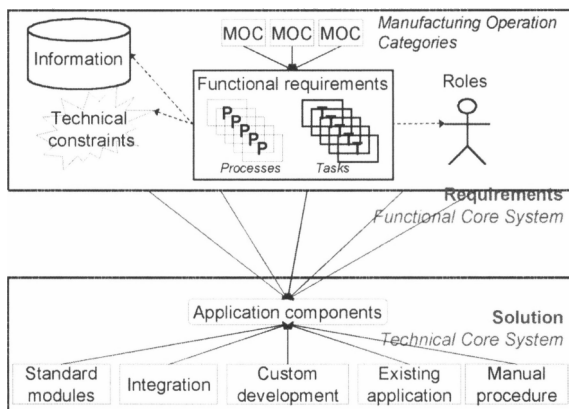 MOC MOC MOC
Manufacturing Operation
Categories
Information
Functional requirements
Roles
Technical
constraints
P P P P P
T T T T T
Processes
Tasks
Requirements
Functional Core System
Application components
Solution
Technical Core System
Standard
modules
Integration
Custom
development
Existing
application
Manual
procedure